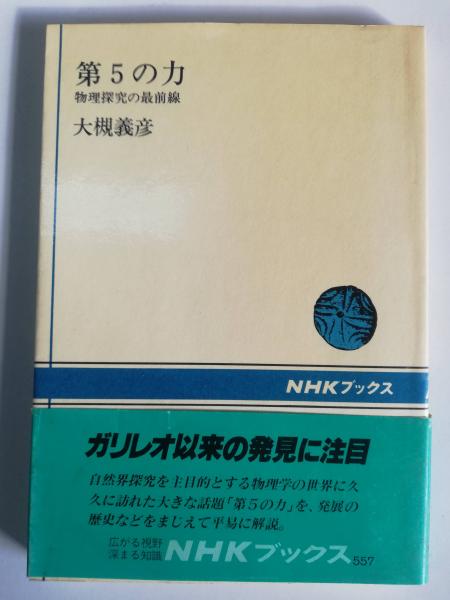 第5の力
物理探究の最前線
大槻義彦
NHKブックス
ガリレオ以来の発見に注目
自然界探究を主目的とする物理学の世界に久
久に訪れた大きな話題「第5の力」を、発展の
歴史などをまじえて平易に解説。
広がる視野
深まる知識
NHKブックス557